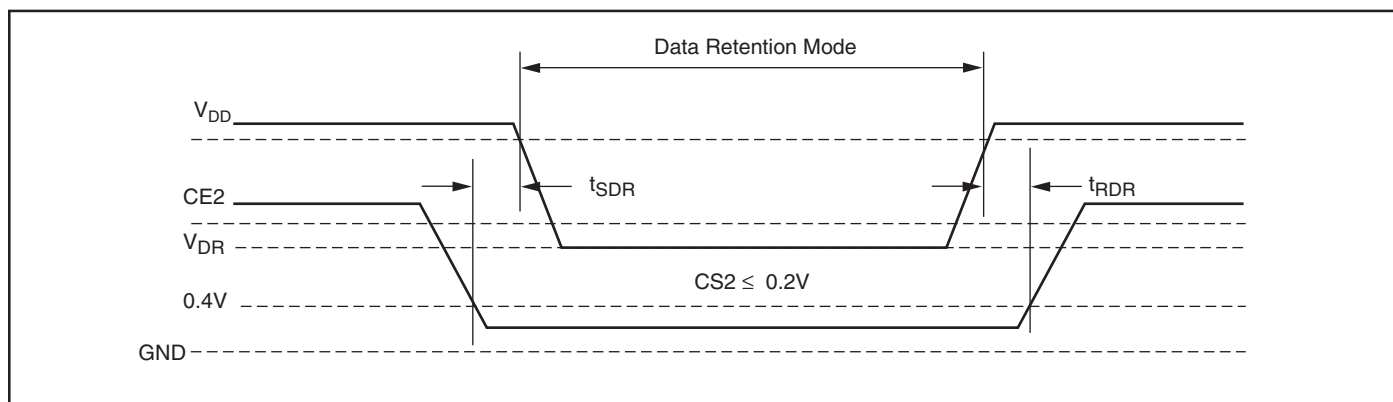 Data Retention Mode
VDD
tSDR
tRDR
CE2
VDR
CS2 ≤ 0.2V
0.4V
GND